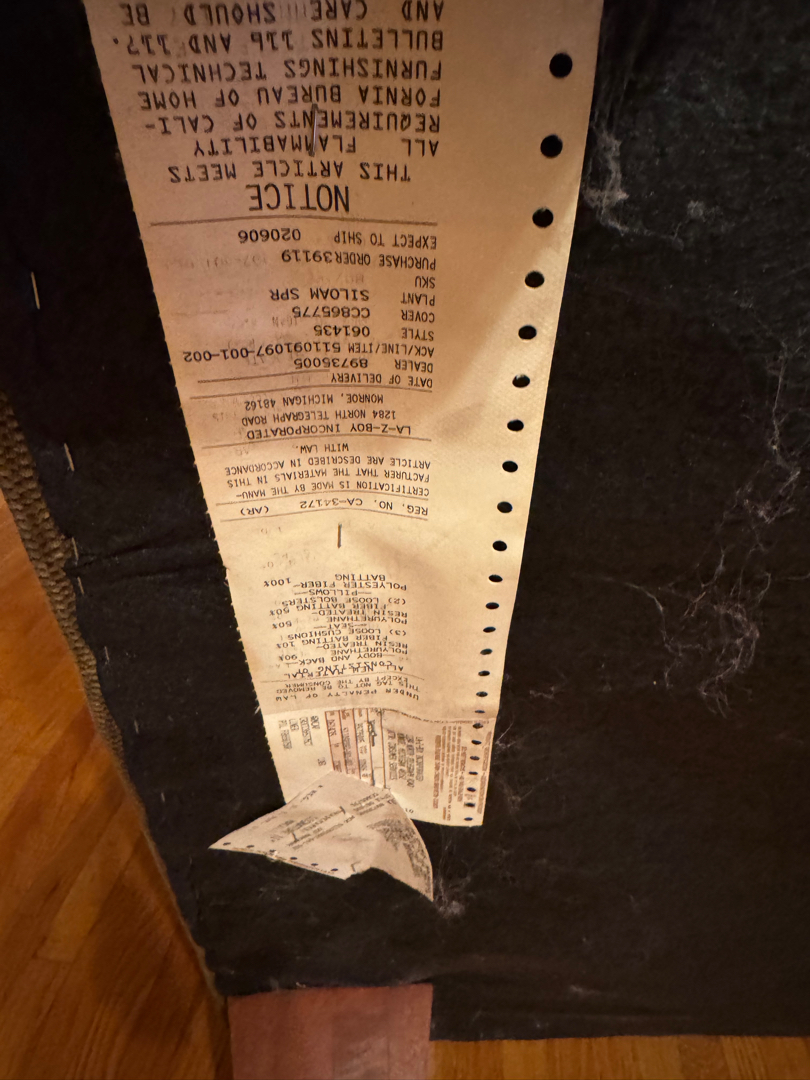 UNDER PENALTY OF LAW
THIS TAG NOT TO BE REMOVED
EXCEPT BY THE CONSUMER
ALL NEW MATERIAL
CONSISTING OF
—BODY AND BACK—
POLYURETHANE 90%
RESIN TREATED—
FIBER BATTING 10%
(3) LOOSE CUSHIONS
—SEAT—
POLYURETHANE 50%
RESIN TREATED—
FIBER BATTING 50%
(2) LOOSE BOLSTERS
—PILLOWS—
POLYESTER FIBER— 100%
BATTING
REG. NO. CA-34172 (AR)
CERTIFICATION IS MADE BY THE MANU-
FACTURER THAT THE MATERIALS IN THIS
ARTICLE ARE DESCRIBED IN ACCORDANCE
WITH LAW.
LA-Z-BOY INCORPORATED
1284 NORTH TELEGRAPH ROAD
MONROE, MICHIGAN 48162
DATE OF DELIVERY
DEALER 89735005
ACK/LINE/ITEM 511091097-001-002
STYLE 061435
COVER CC865775
PLANT SILOAM SPR
SKU
PURCHASE ORDER39119
EXPECT TO SHIP 020606
NOTICE
THIS ARTICLE MEETS
ALL FLAMMABILITY
REQUIREMENTS OF CALI-
FORNIA BUREAU OF HOME
FURNISHINGS TECHNICAL
BULLETINS 116 AND 117.
AND CARE SHOULD BE